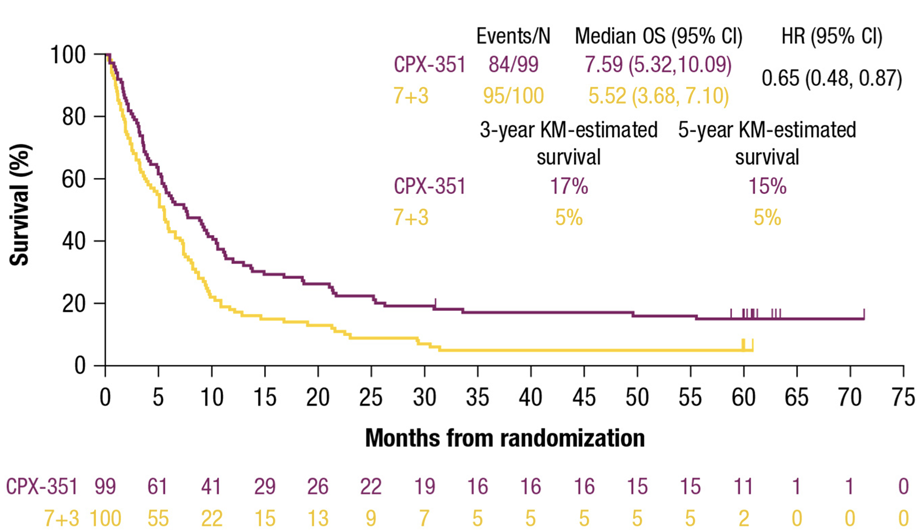 Events/N Median OS (95% CI) HR (95% CI)
CPX-351 84/99 7.59 (5.32,10.09)
0.65 (0.48, 0.87)
7+3 95/100 5.52 (3.68, 7.10)
3-year KM-estimated survival 5-year KM-estimated survival
CPX-351 17% 15%
7+3 5% 5%
Survival (%)
100
80
60
40
20
0
0 5 10 15 20 25 30 35 40 45 50 55 60 65 70 75
Months from randomization
CPX-351 99 61 41 29 26 22 19 16 16 16 15 15 11 1 1 0
7+3 100 55 22 15 13 9 7 5 5 5 5 5 2 0 0 0